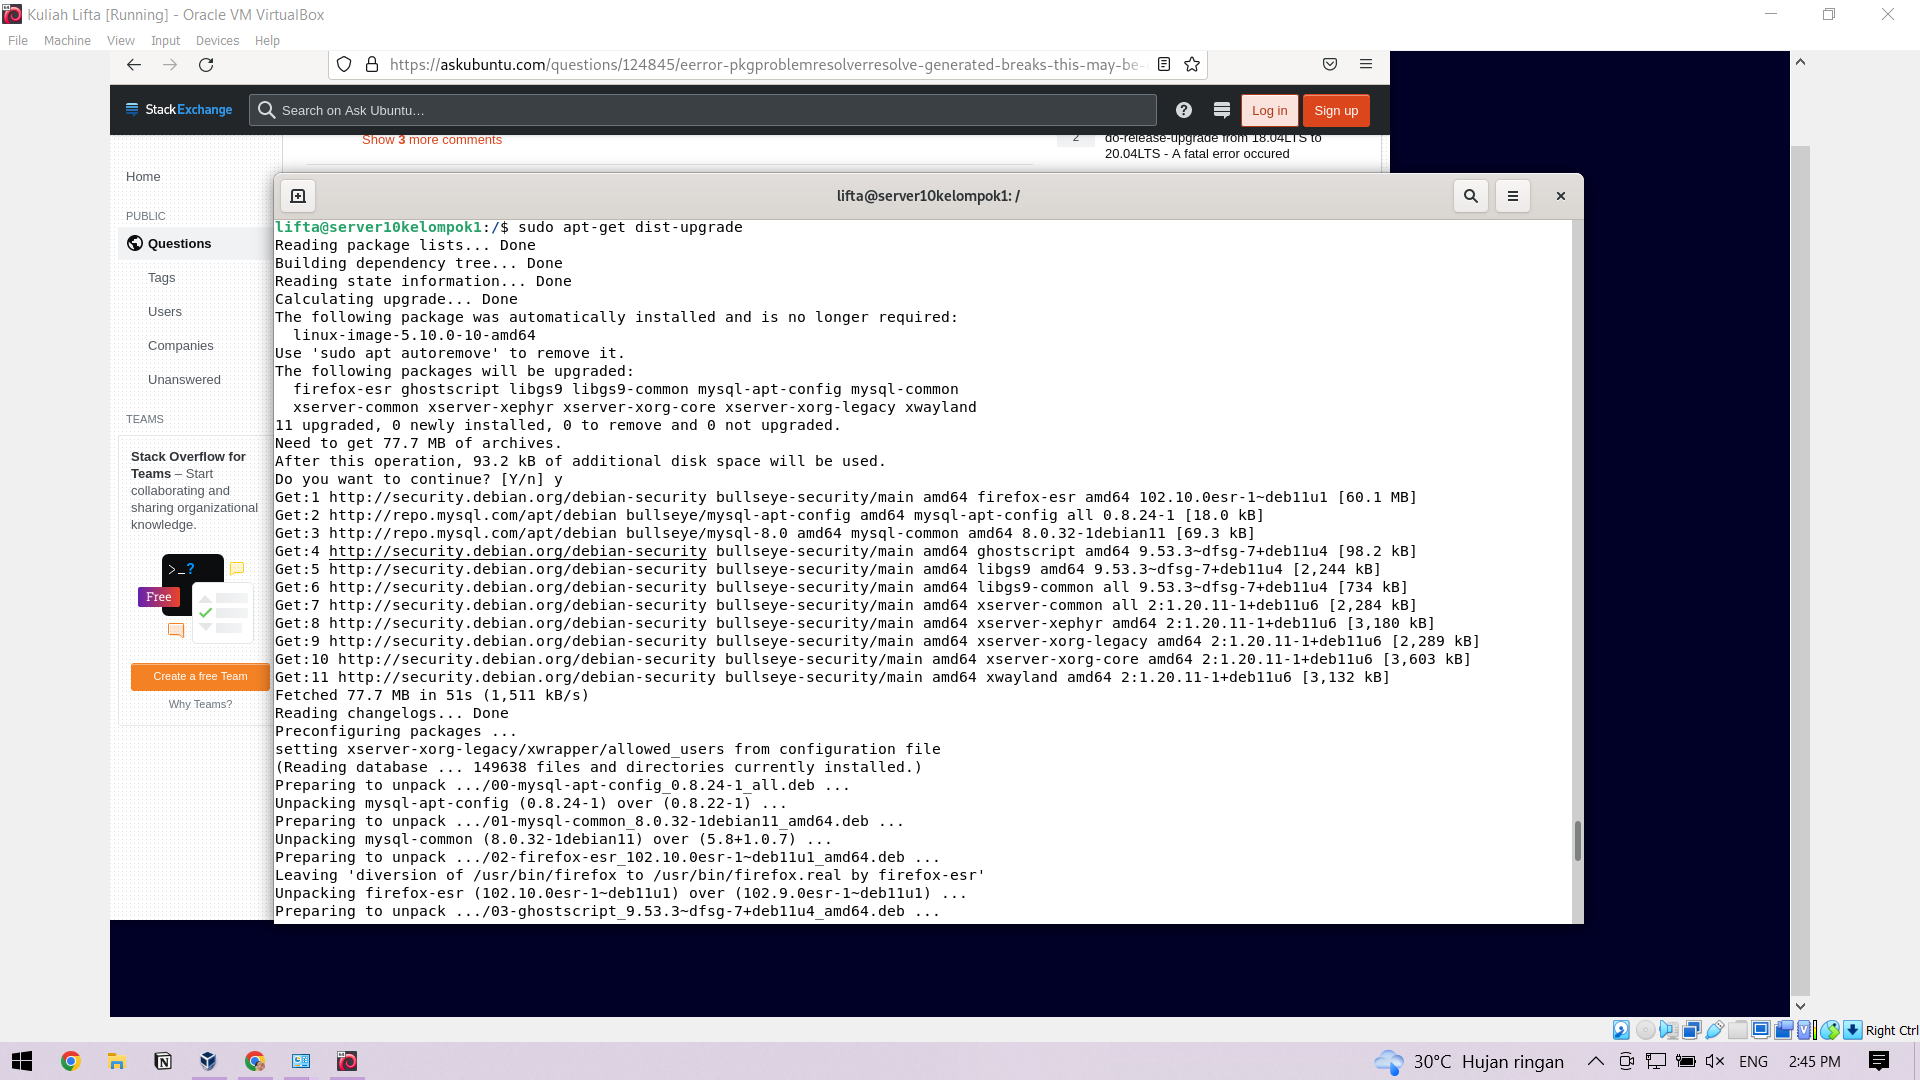 Kuliah Lifta [Running] - Oracle VM VirtualBox
File Machine View Input Devices Help
https://askubuntu.com/questions/124845/eerror-pkgproblemresolverresolve-generated-breaks-this-may-be-
StackExchange
Search on Ask Ubuntu…
Log in
Sign up
Show 3 more comments
2
do-release-upgrade from 18.04LTS to
20.04LTS - A fatal error occured
Home
PUBLIC
Questions
Tags
Users
Companies
Unanswered
TEAMS
Stack Overflow for
Teams – Start
collaborating and
sharing organizational
knowledge.
>_?
Free
Create a free Team
Why Teams?
lifta@server10kelompok1: /
lifta@server10kelompok1:/$ sudo apt-get dist-upgrade
Reading package lists... Done
Building dependency tree... Done
Reading state information... Done
Calculating upgrade... Done
The following package was automatically installed and is no longer required:
linux-image-5.10.0-10-amd64
Use 'sudo apt autoremove' to remove it.
The following packages will be upgraded:
firefox-esr ghostscript libgs9 libgs9-common mysql-apt-config mysql-common
xserver-common xserver-xephyr xserver-xorg-core xserver-xorg-legacy xwayland
11 upgraded, 0 newly installed, 0 to remove and 0 not upgraded.
Need to get 77.7 MB of archives.
After this operation, 93.2 kB of additional disk space will be used.
Do you want to continue? [Y/n] y
Get:1 http://security.debian.org/debian-security bullseye-security/main amd64 firefox-esr amd64 102.10.0esr-1~deb11u1 [60.1 MB]
Get:2 http://repo.mysql.com/apt/debian bullseye/mysql-apt-config amd64 mysql-apt-config all 0.8.24-1 [18.0 kB]
Get:3 http://repo.mysql.com/apt/debian bullseye/mysql-8.0 amd64 mysql-common amd64 8.0.32-1debian11 [69.3 kB]
Get:4 http://security.debian.org/debian-security bullseye-security/main amd64 ghostscript amd64 9.53.3~dfsg-7+deb11u4 [98.2 kB]
Get:5 http://security.debian.org/debian-security bullseye-security/main amd64 libgs9 amd64 9.53.3~dfsg-7+deb11u4 [2,244 kB]
Get:6 http://security.debian.org/debian-security bullseye-security/main amd64 libgs9-common all 9.53.3~dfsg-7+deb11u4 [734 kB]
Get:7 http://security.debian.org/debian-security bullseye-security/main amd64 xserver-common all 2:1.20.11-1+deb11u6 [2,284 kB]
Get:8 http://security.debian.org/debian-security bullseye-security/main amd64 xserver-xephyr amd64 2:1.20.11-1+deb11u6 [3,180 kB]
Get:9 http://security.debian.org/debian-security bullseye-security/main amd64 xserver-xorg-legacy amd64 2:1.20.11-1+deb11u6 [2,289 kB]
Get:10 http://security.debian.org/debian-security bullseye-security/main amd64 xserver-xorg-core amd64 2:1.20.11-1+deb11u6 [3,603 kB]
Get:11 http://security.debian.org/debian-security bullseye-security/main amd64 xwayland amd64 2:1.20.11-1+deb11u6 [3,132 kB]
Fetched 77.7 MB in 51s (1,511 kB/s)
Reading changelogs... Done
Preconfiguring packages ...
setting xserver-xorg-legacy/xwrapper/allowed_users from configuration file
(Reading database ... 149638 files and directories currently installed.)
Preparing to unpack .../00-mysql-apt-config_0.8.24-1_all.deb ...
Unpacking mysql-apt-config (0.8.24-1) over (0.8.22-1) ...
Preparing to unpack .../01-mysql-common_8.0.32-1debian11_amd64.deb ...
Unpacking mysql-common (8.0.32-1debian11) over (5.8+1.0.7) ...
Preparing to unpack .../02-firefox-esr_102.10.0esr-1~deb11u1_amd64.deb ...
Leaving 'diversion of /usr/bin/firefox to /usr/bin/firefox.real by firefox-esr'
Unpacking firefox-esr (102.10.0esr-1~deb11u1) over (102.9.0esr-1~deb11u1) ...
Preparing to unpack .../03-ghostscript_9.53.3~dfsg-7+deb11u4_amd64.deb ...
Right Ctrl
30°C Hujan ringan
ENG
2:45 PM